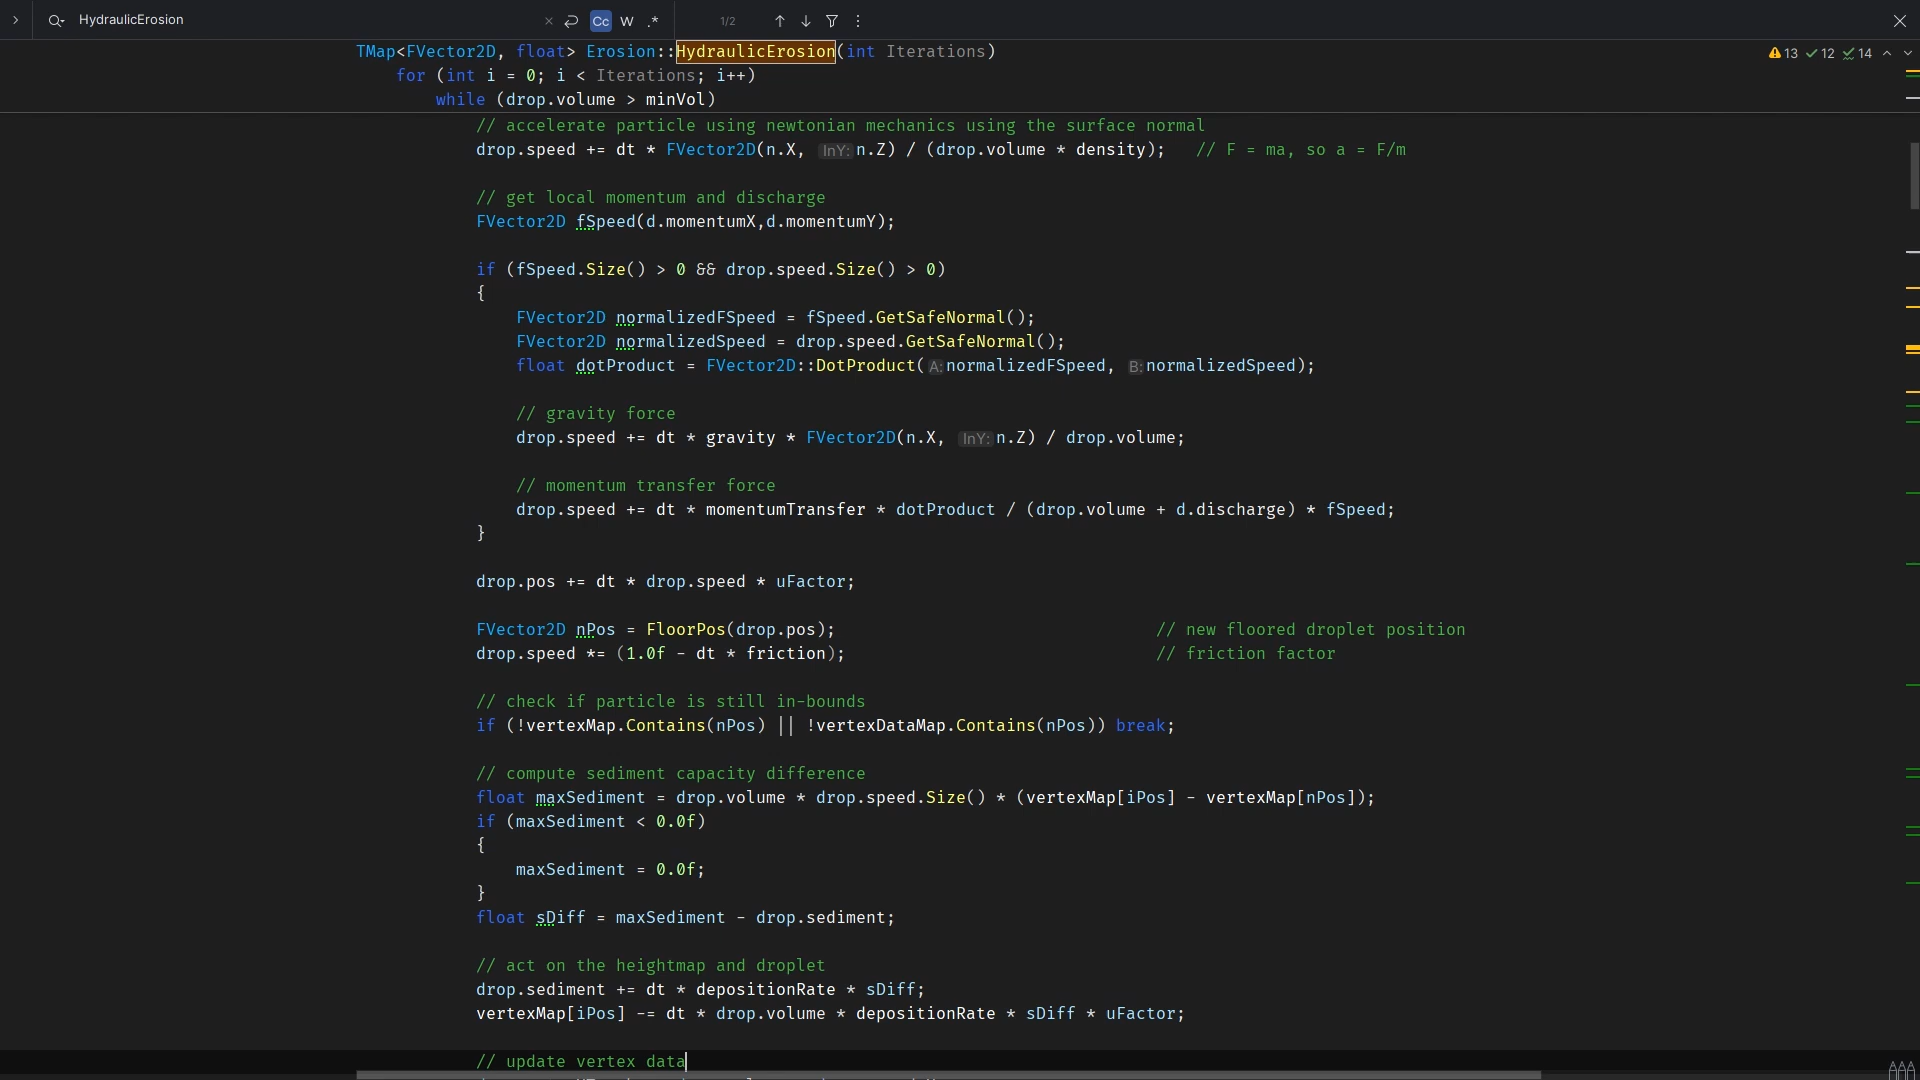 HydraulicErosion
Cc W .* 1/2
TMap<FVector2D, float> Erosion::HydraulicErosion(int Iterations)
13 12 14
for (int i = 0; i < Iterations; i++)
while (drop.volume > minVol)
// accelerate particle using newtonian mechanics using the surface normal
drop.speed += dt * FVector2D(n.X, InY: n.Z) / (drop.volume * density); // F = ma, so a = F/m
// get local momentum and discharge
FVector2D fSpeed(d.momentumX,d.momentumY);
if (fSpeed.Size() > 0 && drop.speed.Size() > 0)
{
FVector2D normalizedFSpeed = fSpeed.GetSafeNormal();
FVector2D normalizedSpeed = drop.speed.GetSafeNormal();
float dotProduct = FVector2D::DotProduct( A: normalizedFSpeed, B: normalizedSpeed);
// gravity force
drop.speed += dt * gravity * FVector2D(n.X, InY: n.Z) / drop.volume;
// momentum transfer force
drop.speed += dt * momentumTransfer * dotProduct / (drop.volume + d.discharge) * fSpeed;
}
drop.pos += dt * drop.speed * uFactor;
FVector2D nPos = FloorPos(drop.pos); // new floored droplet position
drop.speed *= (1.0f - dt * friction); // friction factor
// check if particle is still in-bounds
if (!vertexMap.Contains(nPos) || !vertexDataMap.Contains(nPos)) break;
// compute sediment capacity difference
float maxSediment = drop.volume * drop.speed.Size() * (vertexMap[iPos] - vertexMap[nPos]);
if (maxSediment < 0.0f)
{
maxSediment = 0.0f;
}
float sDiff = maxSediment - drop.sediment;
// act on the heightmap and droplet
drop.sediment += dt * depositionRate * sDiff;
vertexMap[iPos] -= dt * drop.volume * depositionRate * sDiff * uFactor;
// update vertex data